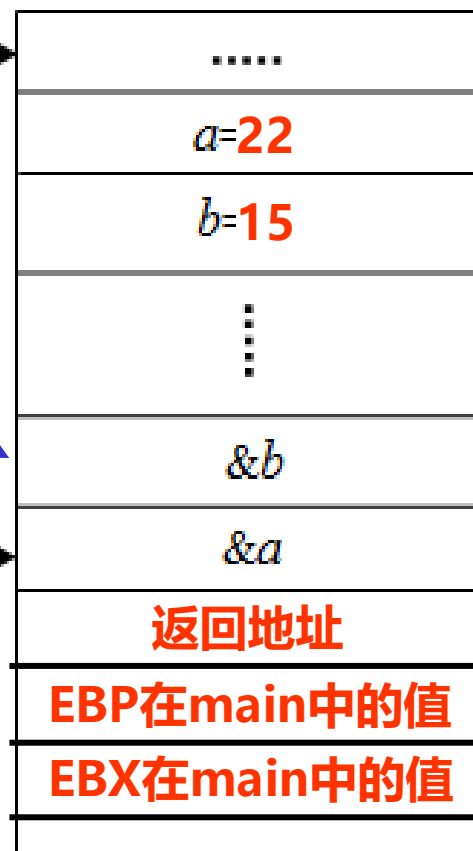 .....
a=22
b=15
&b
&a
返回地址
EBP在main中的值
EBX在main中的值